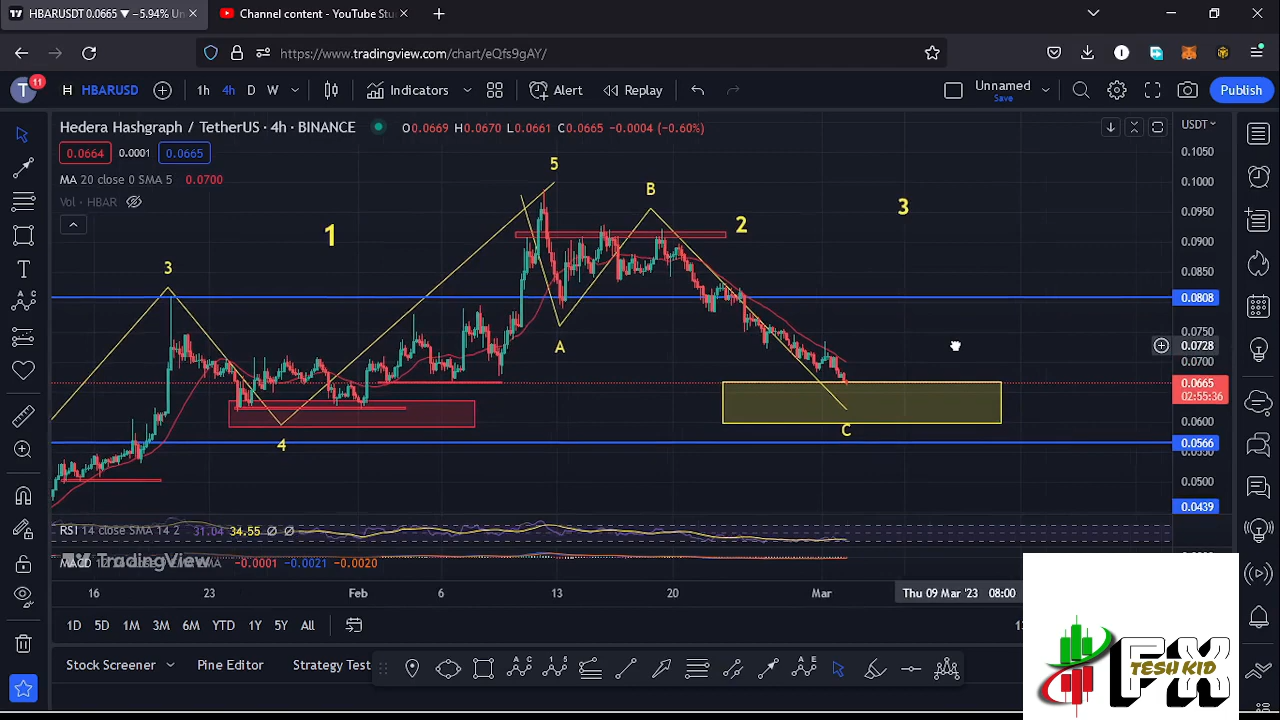 HBARUSDT 0.0665 ▼ −5.94% Un
Channel content - YouTube Stu
https://www.tradingview.com/chart/eQfs9gAY/
T 11
HBARUSD
1h 4h D W
Indicators
Alert
Replay
Unnamed
Save
Publish
Hedera Hashgraph / TetherUS · 4h · BINANCE
O0.0669 H0.0670 L0.0661 C0.0665 −0.0004 (−0.60%)
USDT
0.0664 0.0001 0.0665
MA 20 close 0 SMA 5 0.0700
Vol · HBAR
1
2
3
3
4
5
A
B
C
0.1050
0.1000
0.0950
0.0900
0.0850
0.0808
0.0750
0.0728
0.0700
0.0665
02:55:36
0.0600
0.0566
0.0550
0.0500
0.0439
RSI 14 close SMA 14 2 31.04 34.55 Ø Ø
TradingView
−0.0001 −0.0021 −0.0020
16 23 Feb 6 13 20 Mar Thu 09 Mar '23 08:00
1D 5D 1M 3M 6M YTD 1Y 5Y All
Stock Screener
Pine Editor
Strategy Test
FX
TESH KID